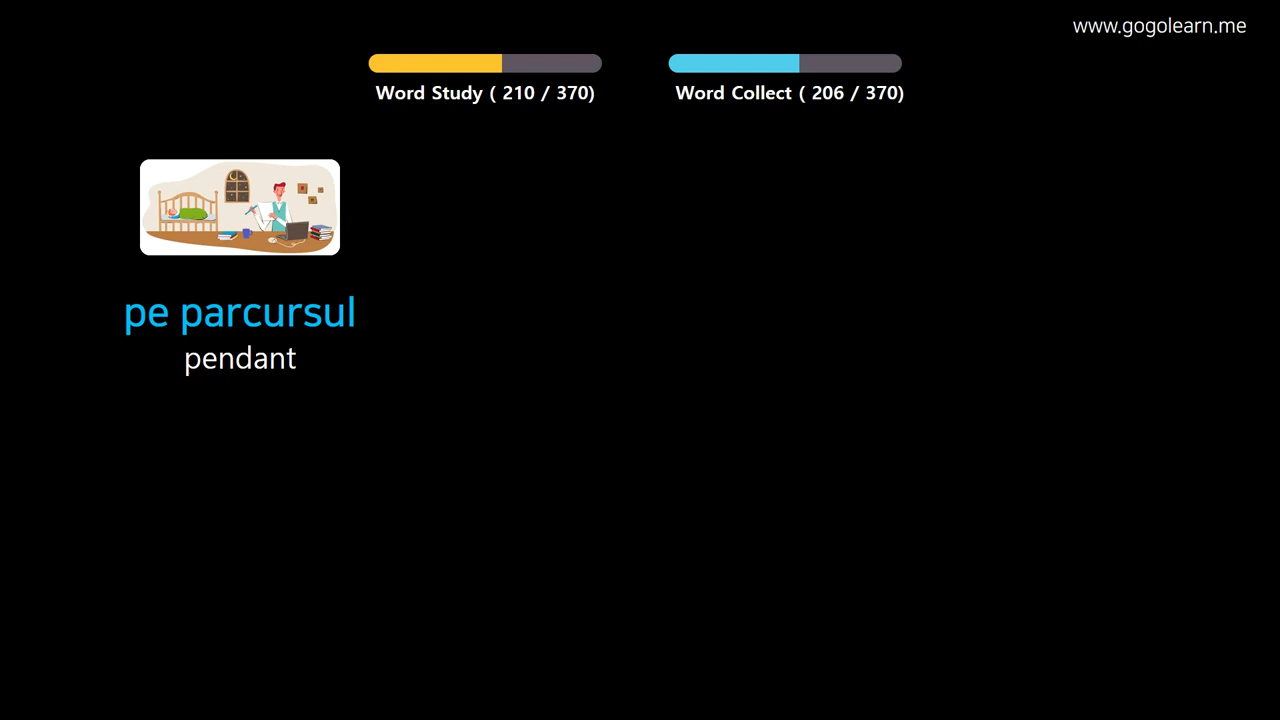 www.gogolearn.me
Word Study ( 210 / 370)
Word Collect ( 206 / 370)
pe parcursul
pendant